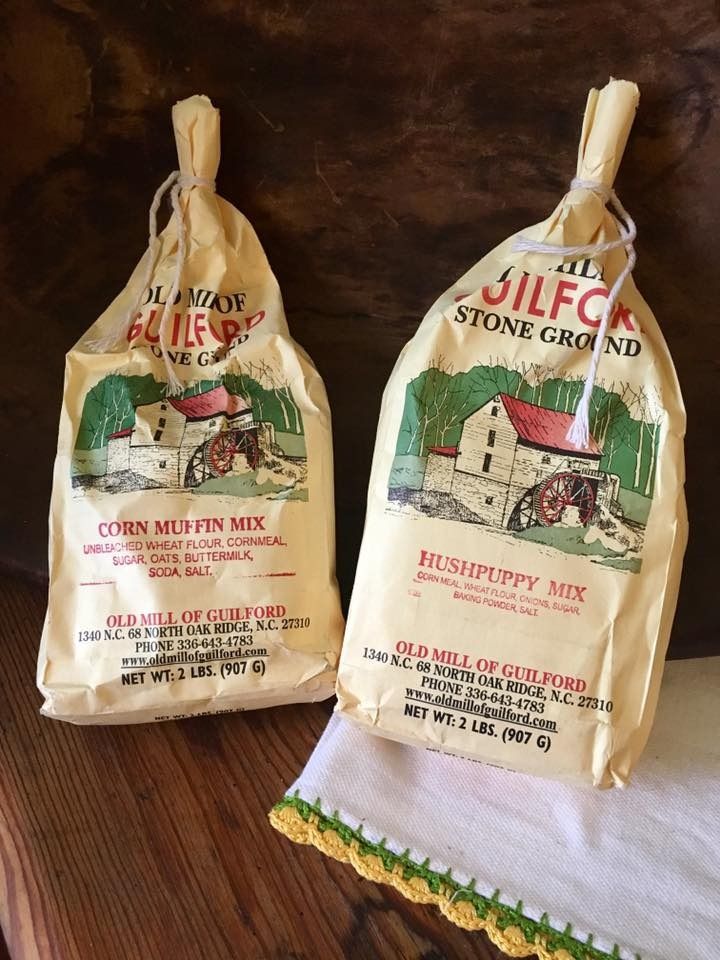 OLD MILL OF
GUILFORD
STONE GROUND
CORN MUFFIN MIX
UNBLEACHED WHEAT FLOUR, CORNMEAL,
SUGAR, OATS, BUTTERMILK,
SODA, SALT.
OLD MILL OF GUILFORD
1340 N.C. 68 NORTH OAK RIDGE, N.C. 27310
PHONE 336-643-4783
www.oldmillofguilford.com
NET WT: 2 LBS. (907 G)
GUILFOR
STONE GROUND
HUSHPUPPY MIX
CORN MEAL, WHEAT FLOUR, ONIONS, SUGAR,
BAKING POWDER, SALT.
OLD MILL OF GUILFORD
1340 N.C. 68 NORTH OAK RIDGE, N.C. 27310
PHONE 336-643-4783
www.oldmillofguilford.com
NET WT: 2 LBS. (907 G)